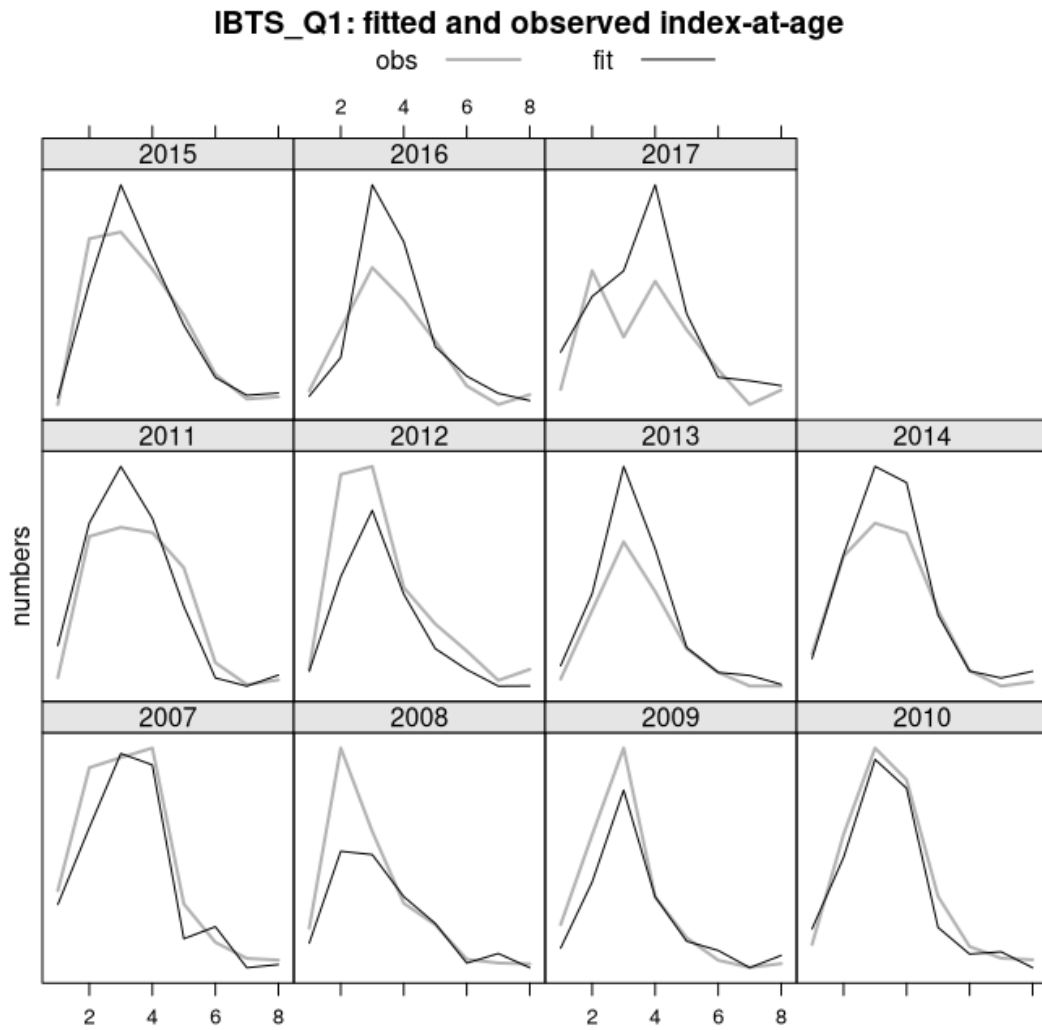 IBTS_Q1: fitted and observed index-at-age
obs fit
2 4 6 8
2015 2016 2017
2011 2012 2013 2014
numbers
2007 2008 2009 2010
2 4 6 8 2 4 6 8